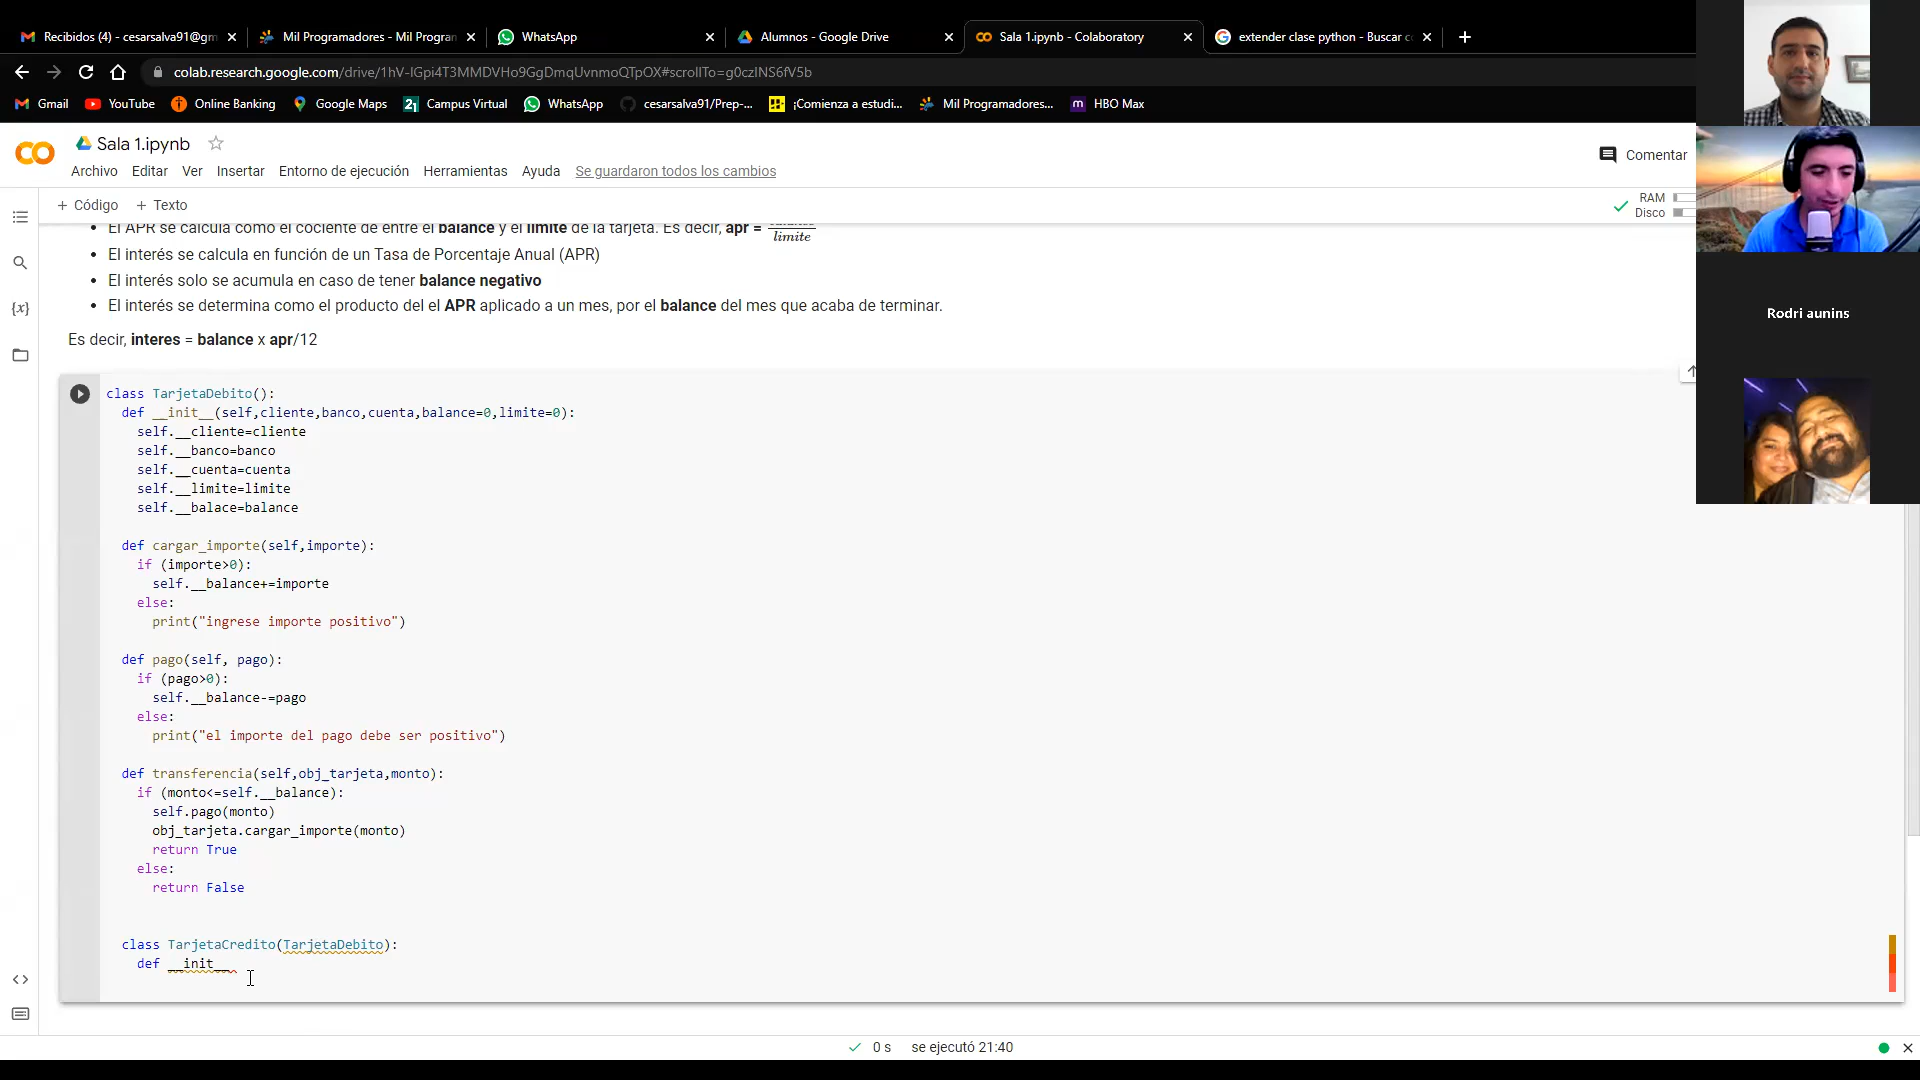 Recibidos (4) - cesarsalva91@gm
Mil Programadores - Mil Progran
WhatsApp
Alumnos - Google Drive
Sala 1.ipynb - Colaboratory
extender clase python - Buscar c
colab.research.google.com/drive/1hV-lGpi4T3MMDVHo9GgDmqUvnmoQTpOX#scrollTo=g0czINS6fV5b
Gmail
YouTube
Online Banking
Google Maps
Campus Virtual
WhatsApp
cesarsalva91/Prep-...
¡Comienza a estudi...
Mil Programadores...
HBO Max
Sala 1.ipynb
Comentar
Archivo Editar Ver Insertar Entorno de ejecución Herramientas Ayuda Se guardaron todos los cambios
+ Código + Texto
RAM
Disco
El APR se calcula como el cociente de entre el balance y el limite de la tarjeta. Es decir, apr = limite
El interés se calcula en función de un Tasa de Porcentaje Anual (APR)
El interés solo se acumula en caso de tener balance negativo
El interés se determina como el producto del el APR aplicado a un mes, por el balance del mes que acaba de terminar.
Es decir, interes = balance x apr/12
Rodri aunins
class TarjetaDebito():
def __init__(self,cliente,banco,cuenta,balance=0,limite=0):
self.__cliente=cliente
self.__banco=banco
self.__cuenta=cuenta
self.__limite=limite
self.__balace=balance
def cargar_importe(self,importe):
if (importe>0):
self.__balance+=importe
else:
print("ingrese importe positivo")
def pago(self, pago):
if (pago>0):
self.__balance-=pago
else:
print("el importe del pago debe ser positivo")
def transferencia(self,obj_tarjeta,monto):
if (monto<=self.__balance):
self.pago(monto)
obj_tarjeta.cargar_importe(monto)
return True
else:
return False
class TarjetaCredito(TarjetaDebito):
def __init__
0 s se ejecutó 21:40